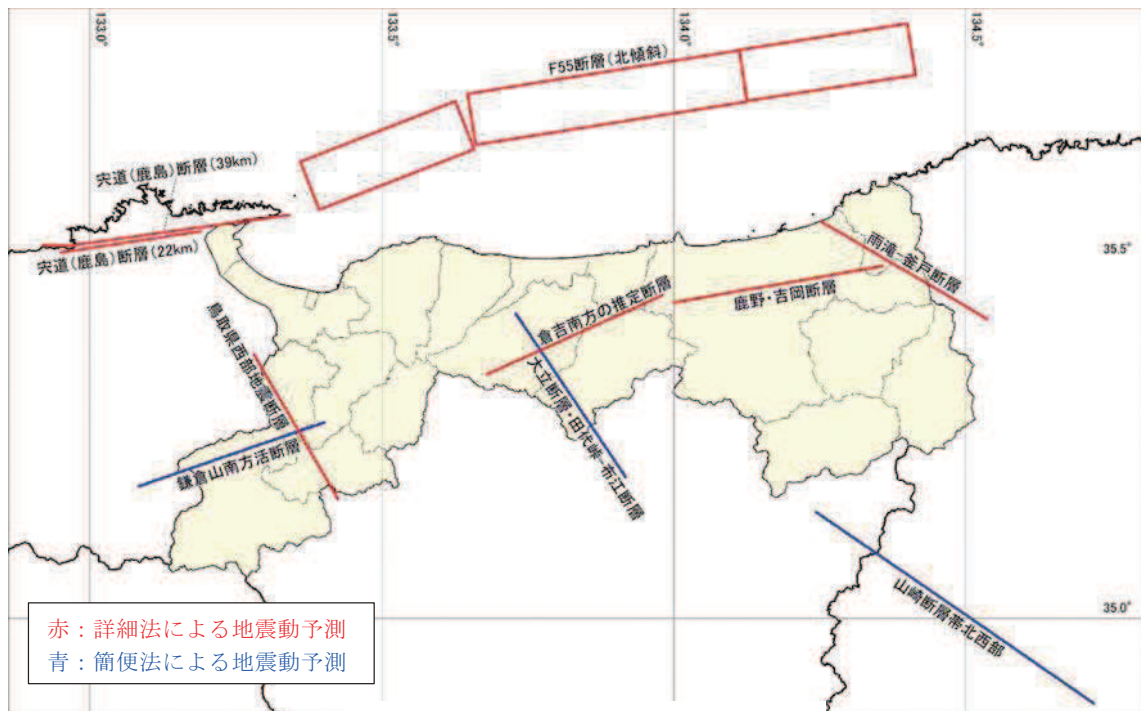 133.0°
133.5°
134.0°
134.5°
F55断層(北傾斜)
宍道(鹿島)断層(39km)
宍道(鹿島)断層(22km)
35.5°
雨滝-釜戸断層
鹿野・吉岡断層
倉吉南方の推定断層
大立断層・田代峠-布江断層
鳥取県西部地震断層
鎌倉山南方活断層
35.0°
山崎断層帯北西部
赤：詳細法による地震動予測
青：簡便法による地震動予測